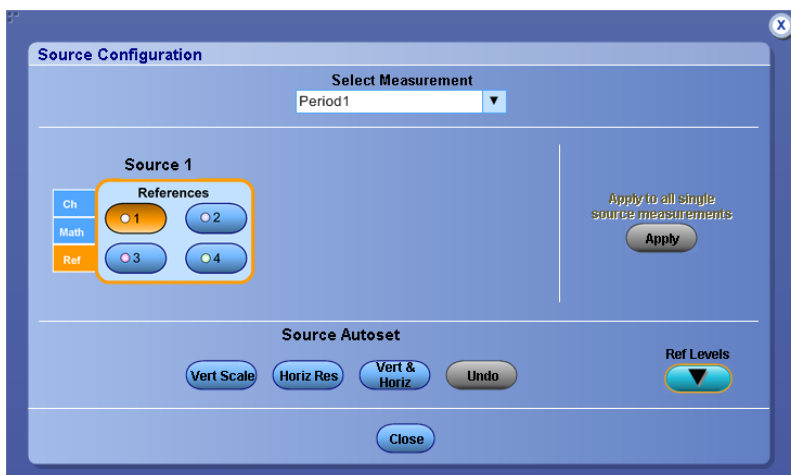 X
Source Configuration
Select Measurement
Period1
Source 1
References
Ch
Math
Ref
1
2
3
4
Apply to all single
source measurements
Apply
Source Autoset
Vert Scale
Horiz Res
Vert &
Horiz
Undo
Ref Levels
Close